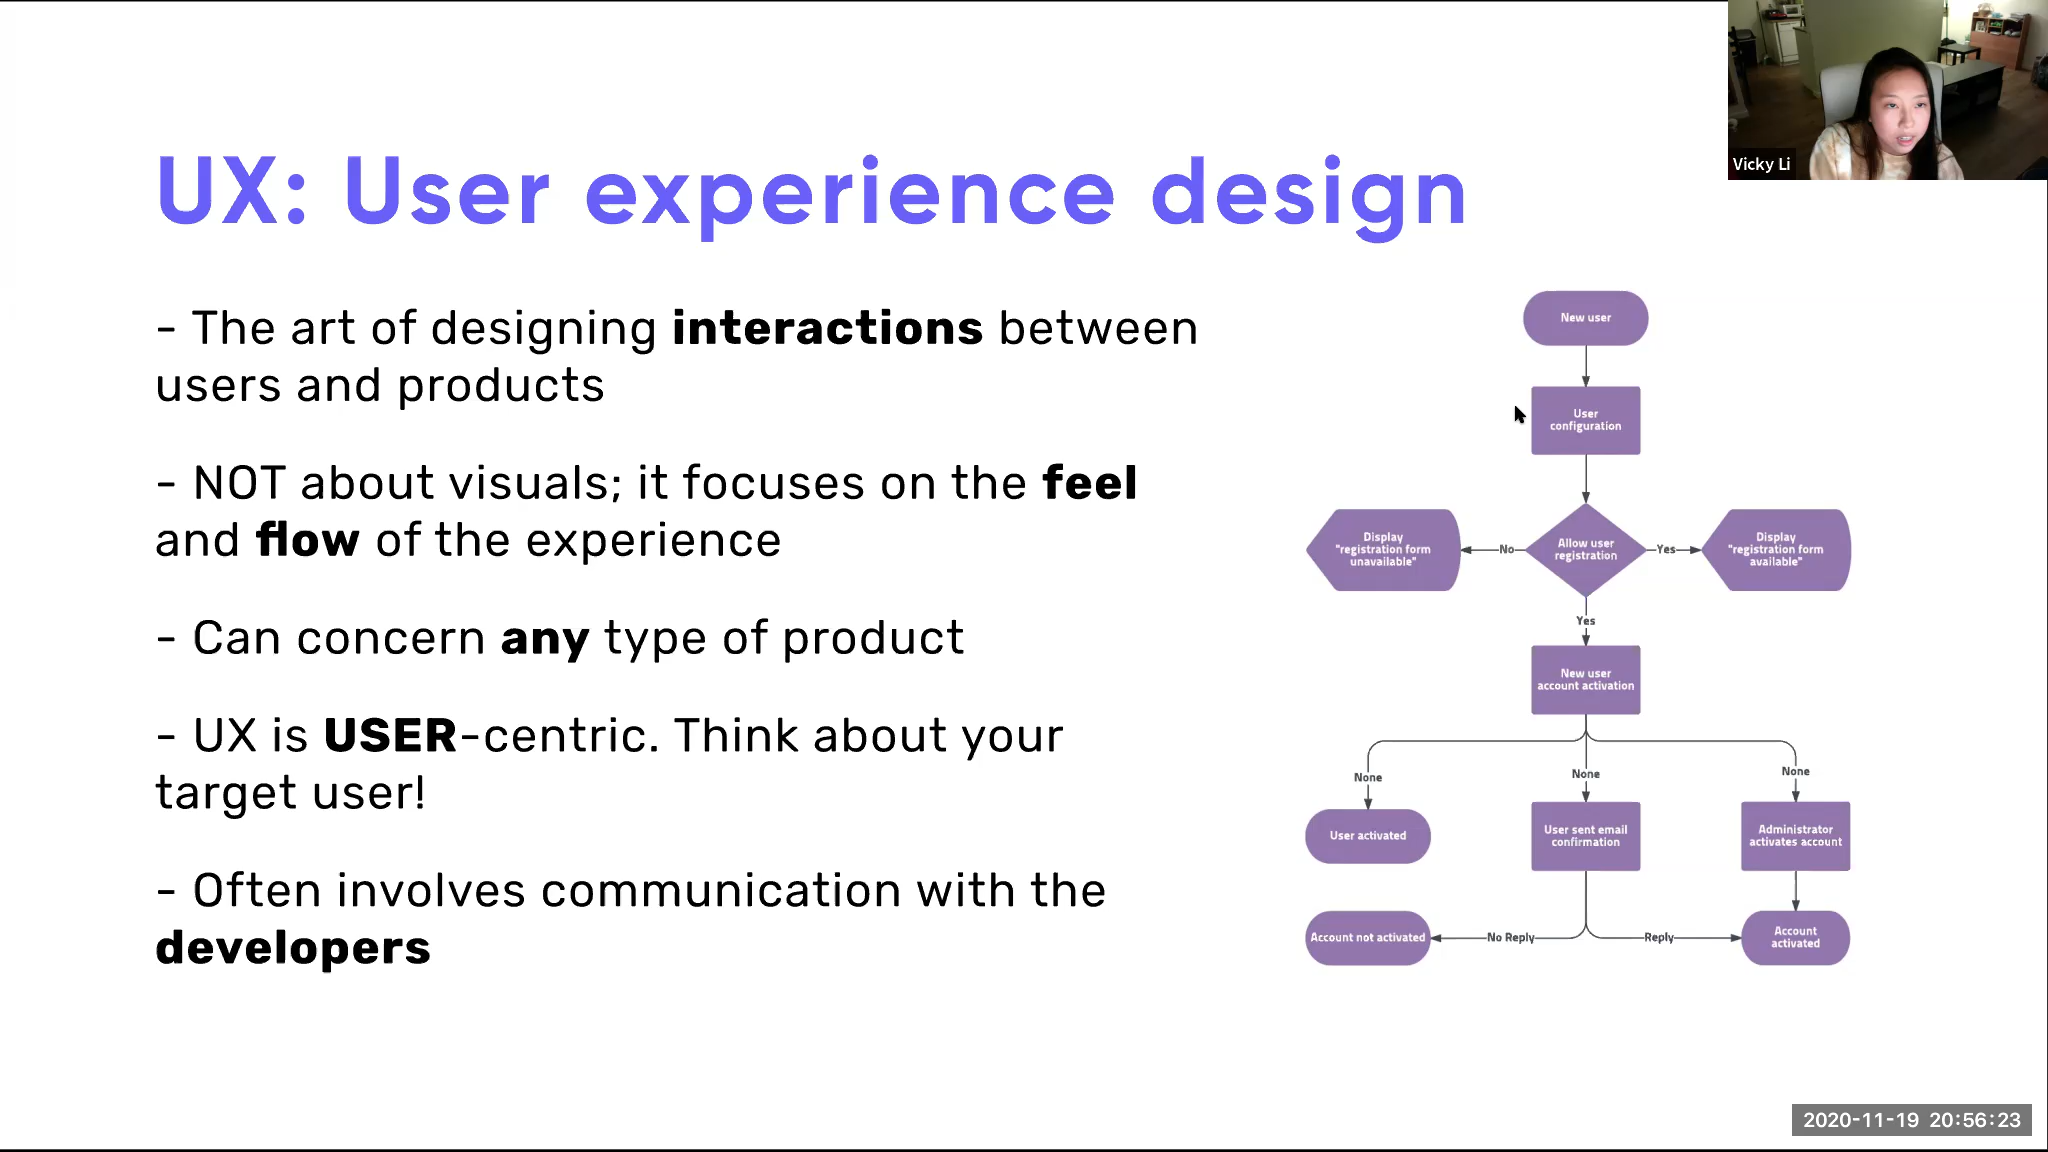 Vicky Li
UX: User experience design
- The art of designing interactions between
users and products
- NOT about visuals; it focuses on the feel
and flow of the experience
- Can concern any type of product
- UX is USER-centric. Think about your
target user!
- Often involves communication with the
developers
New user
User
configuration
Display
"registration form
unavailable"
No
Allow user
registration
Yes
Display
"registration form
available"
Yes
New user
account activation
None
None
None
User activated
User sent email
confirmation
Administrator
activates account
Account not activated
No Reply
Reply
Account
activated
2020-11-19 20:56:23